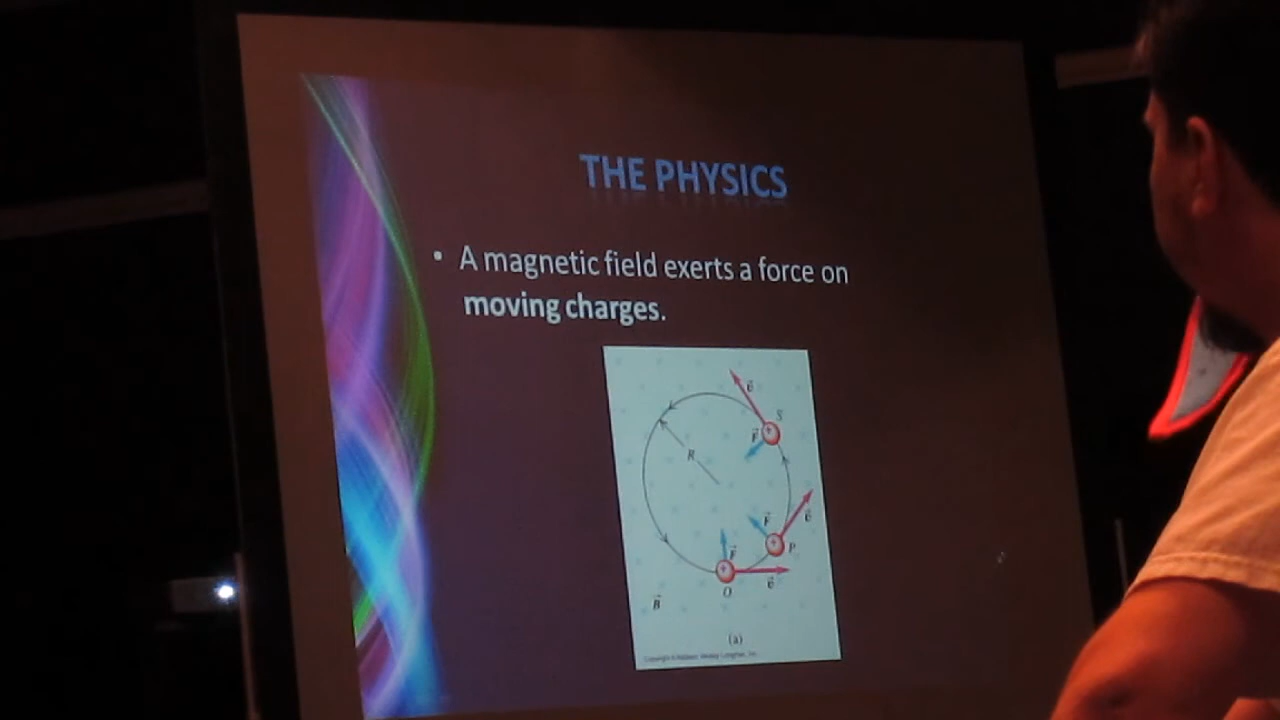 THE PHYSICS
• A magnetic field exerts a force on
moving charges.
v
S
F
R
F
v
P
F
v
O
B
(a)